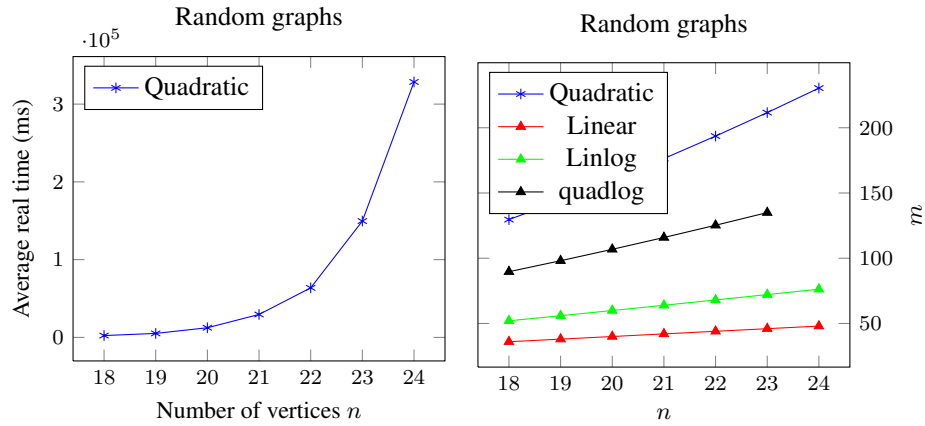 Random graphs
·10^5
Quadratic
3
2
1
0
18 19 20 21 22 23 24
Number of vertices n
Average real time (ms)
Random graphs
Quadratic
Linear
Linlog
quadlog
200
150
100
50
18 19 20 21 22 23 24
n
m